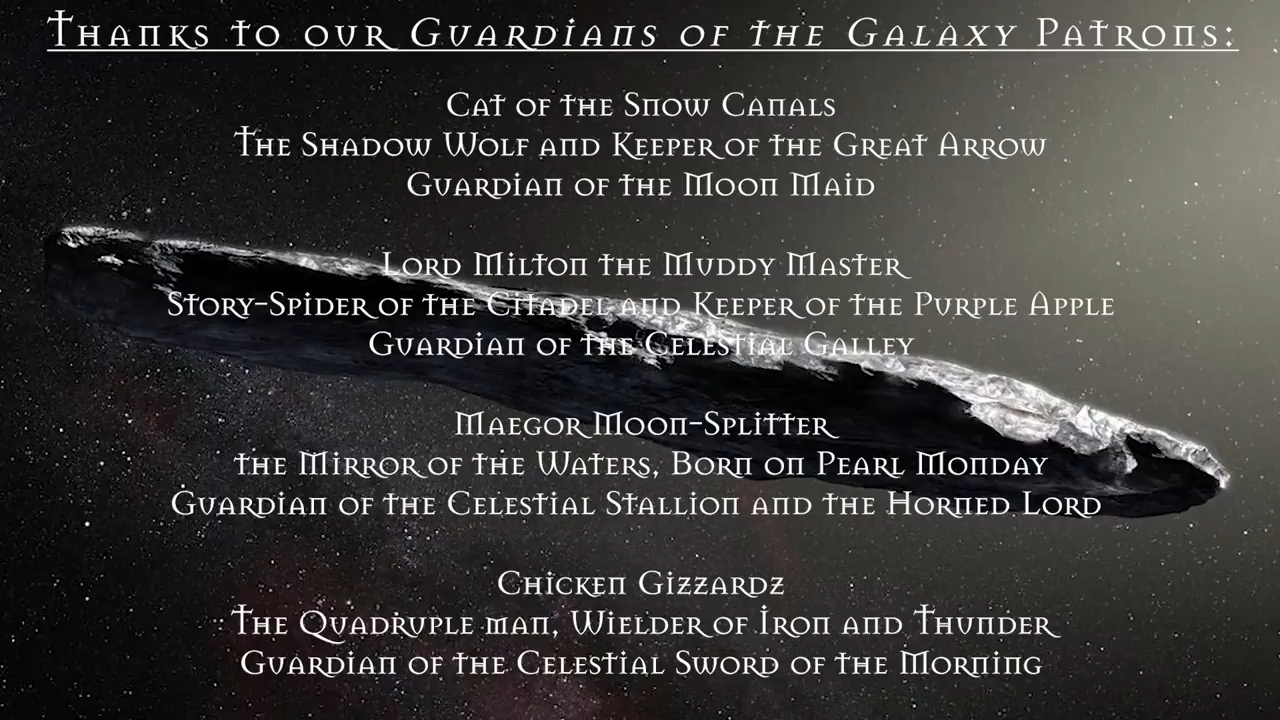 Thanks to our Guardians of the Galaxy Patrons:
Cat of the Snow Canals
The Shadow Wolf and Keeper of the Great Arrow
Guardian of the Moon Maid
Lord Milton the Muddy Master
Story-Spider of the Citadel and Keeper of the Purple Apple
Guardian of the Celestial Galley
Maegor Moon-Splitter
the Mirror of the Waters, Born on Pearl Monday
Guardian of the Celestial Stallion and the Horned Lord
Chicken Gizzardz
The Quadruple man, Wielder of Iron and Thunder
Guardian of the Celestial Sword of the Morning